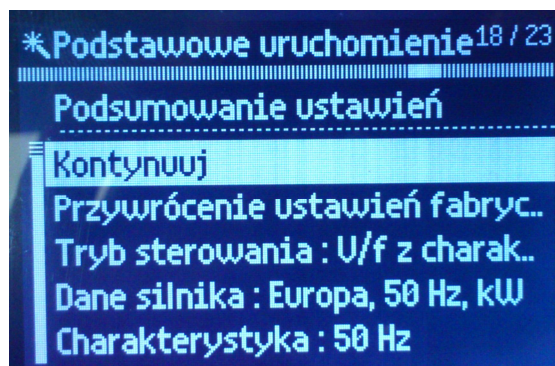 Podstawowe uruchomienie 18/23
Podsumowanie ustawień
Kontynuuj
Przywrócenie ustawień fabryc..
Tryb sterowania : U/f z charak..
Dane silnika : Europa, 50 Hz, kW
Charakterystyka : 50 Hz